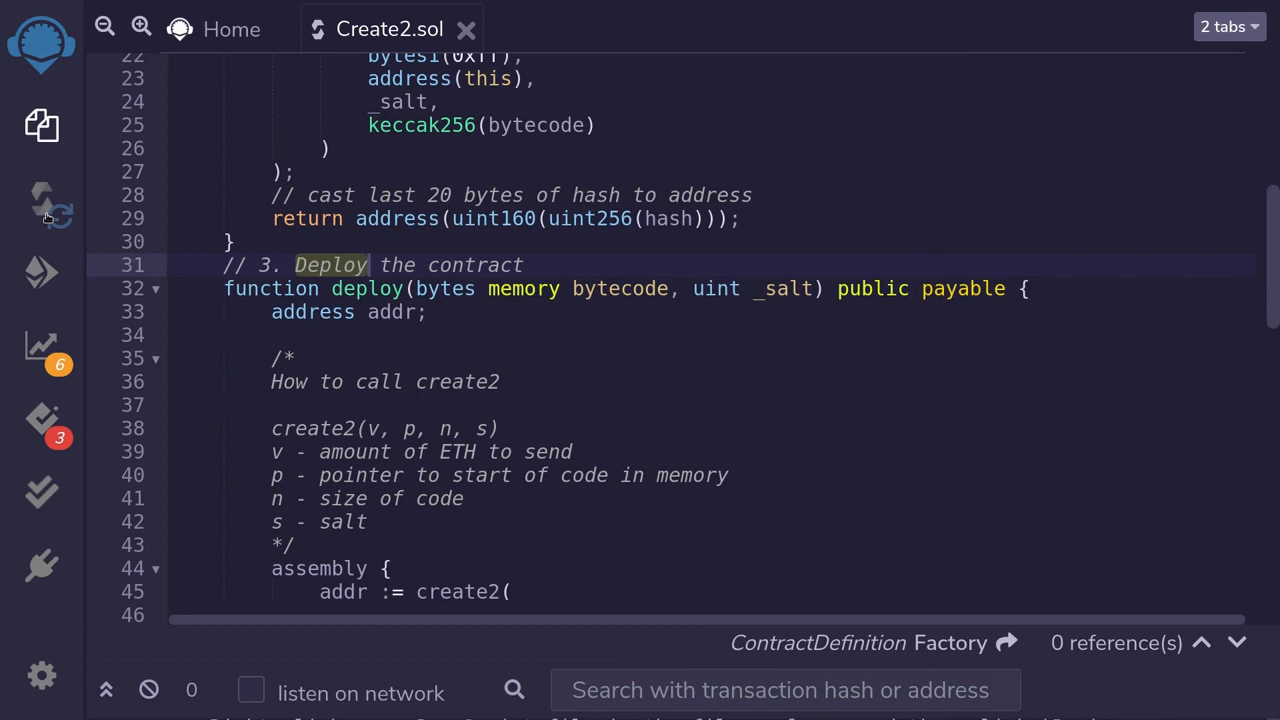 Home
Create2.sol
2 tabs
22 bytes1(0xff),
23 address(this),
24 _salt,
25 keccak256(bytecode)
26 )
27 );
28 // cast last 20 bytes of hash to address
29 return address(uint160(uint256(hash)));
30 }
31 // 3. Deploy the contract
32 function deploy(bytes memory bytecode, uint _salt) public payable {
33 address addr;
34
35 /*
36 How to call create2
37
38 create2(v, p, n, s)
39 v - amount of ETH to send
40 p - pointer to start of code in memory
41 n - size of code
42 s - salt
43 */
44 assembly {
45 addr := create2(
46
6
3
ContractDefinition Factory 0 reference(s)
0 listen on network Search with transaction hash or address